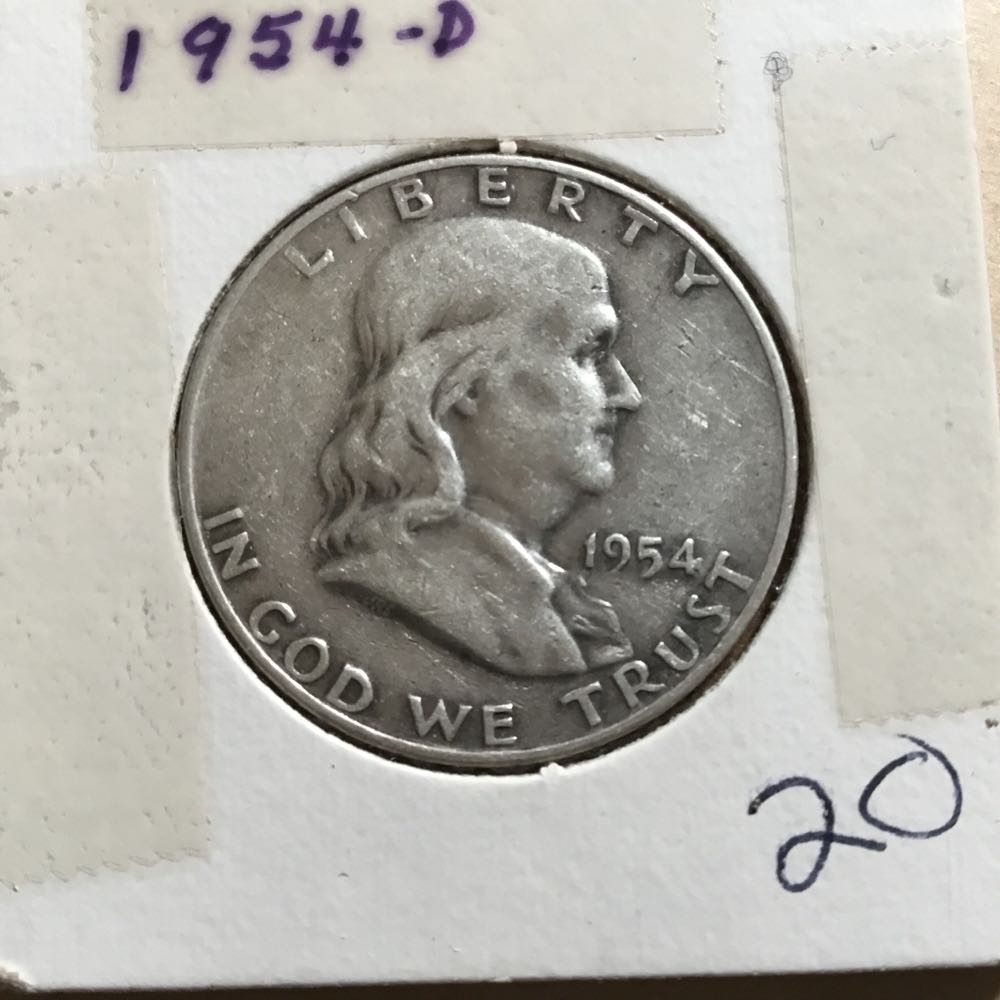 1954-D
LIBERTY
1954
IN GOD WE TRUST
20